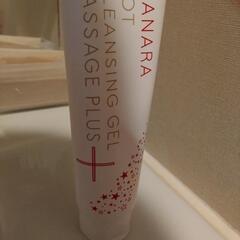 ANARA
OT
LEANSING GEL
ASSAGE PLUS
+